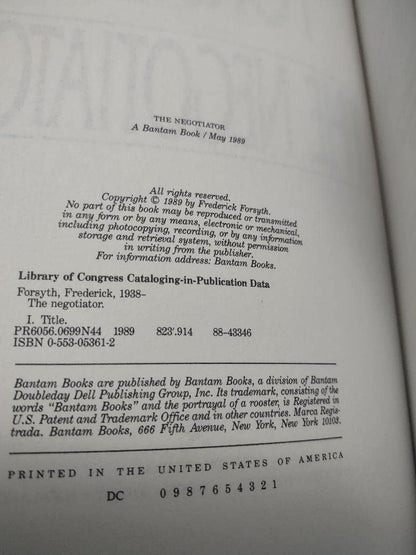 THE NEGOTIATOR
A Bantam Book / May 1989
All rights reserved.
Copyright © 1989 by Frederick Forsyth.
No part of this book may be reproduced or transmitted
in any form or by any means, electronic or mechanical,
including photocopying, recording, or by any information
storage and retrieval system, without permission
in writing from the publisher.
For information address: Bantam Books.
Library of Congress Cataloging-in-Publication Data
Forsyth, Frederick, 1938–
The negotiator.
I. Title.
PR6056.0699N44 1989 823'.914 88-43346
ISBN 0-553-05361-2
Bantam Books are published by Bantam Books, a division of Bantam
Doubleday Dell Publishing Group, Inc. Its trademark, consisting of the
words "Bantam Books" and the portrayal of a rooster, is Registered in
U.S. Patent and Trademark Office and in other countries. Marca Regis-
trada. Bantam Books, 666 Fifth Avenue, New York, New York 10103.
PRINTED IN THE UNITED STATES OF AMERICA
DC 0 9 8 7 6 5 4 3 2 1